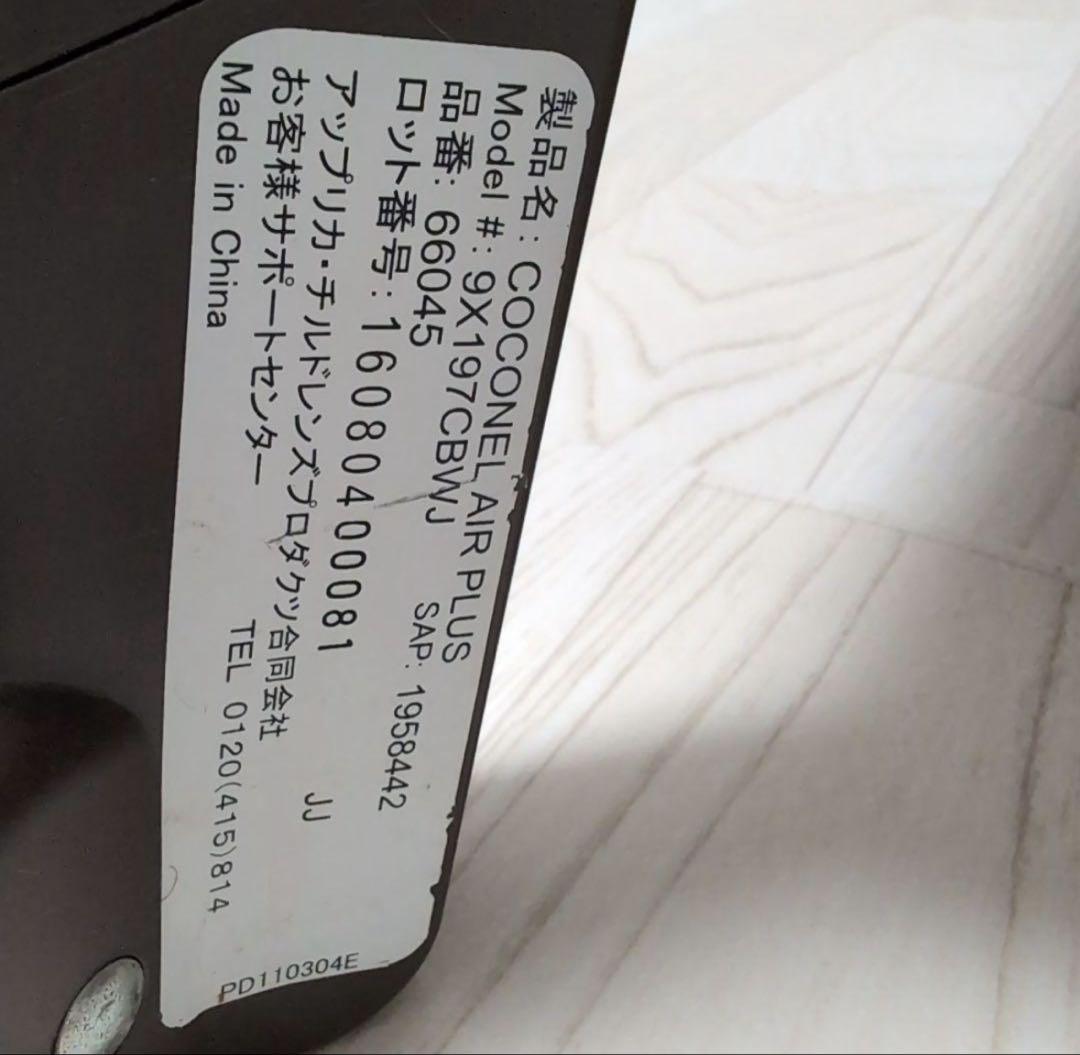 製品名: COCONEL AIR PLUS
Model #: 9X197CBWJ
品番: 66045 SAP: 1958442
ロット番号: 160804000081
アップリカ・チルドレンズプロダクツ合同会社 JJ
お客様サポートセンター TEL 0120(415)814
Made in China
PD110304E